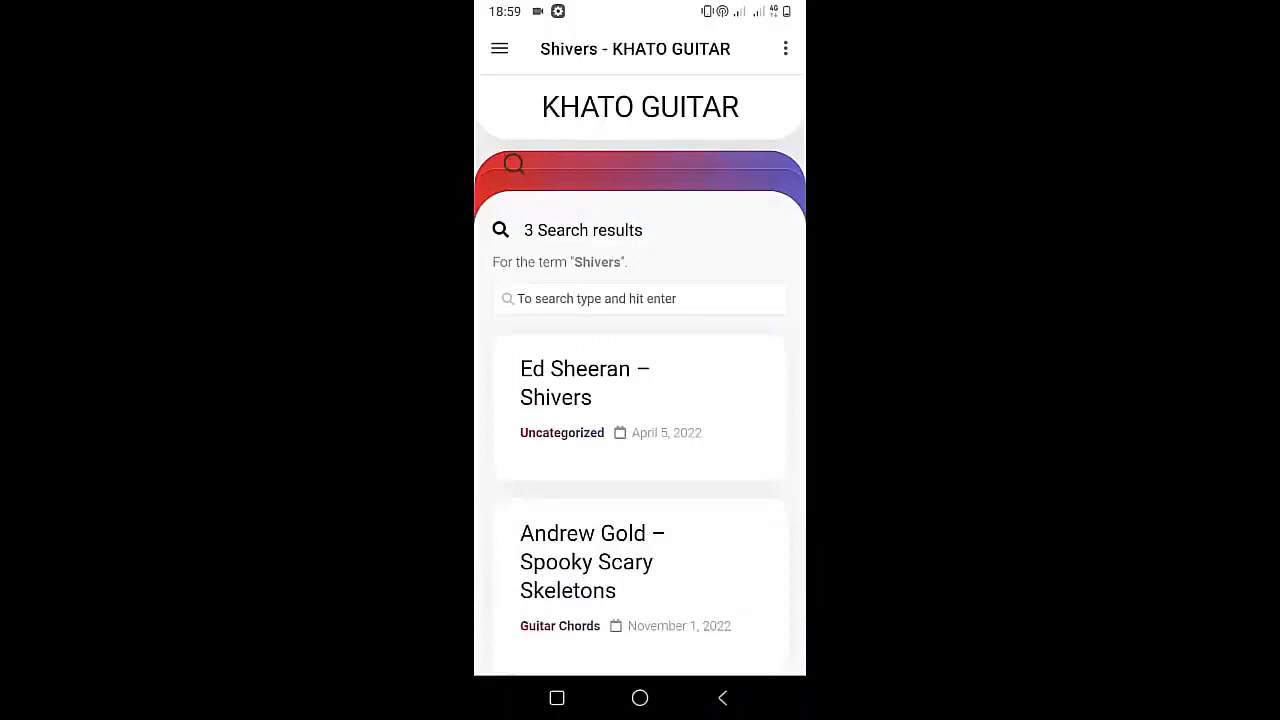 18:59
4G
Shivers - KHATO GUITAR
KHATO GUITAR
3 Search results
For the term "Shivers".
To search type and hit enter
Ed Sheeran –
Shivers
Uncategorized April 5, 2022
Andrew Gold –
Spooky Scary
Skeletons
Guitar Chords November 1, 2022